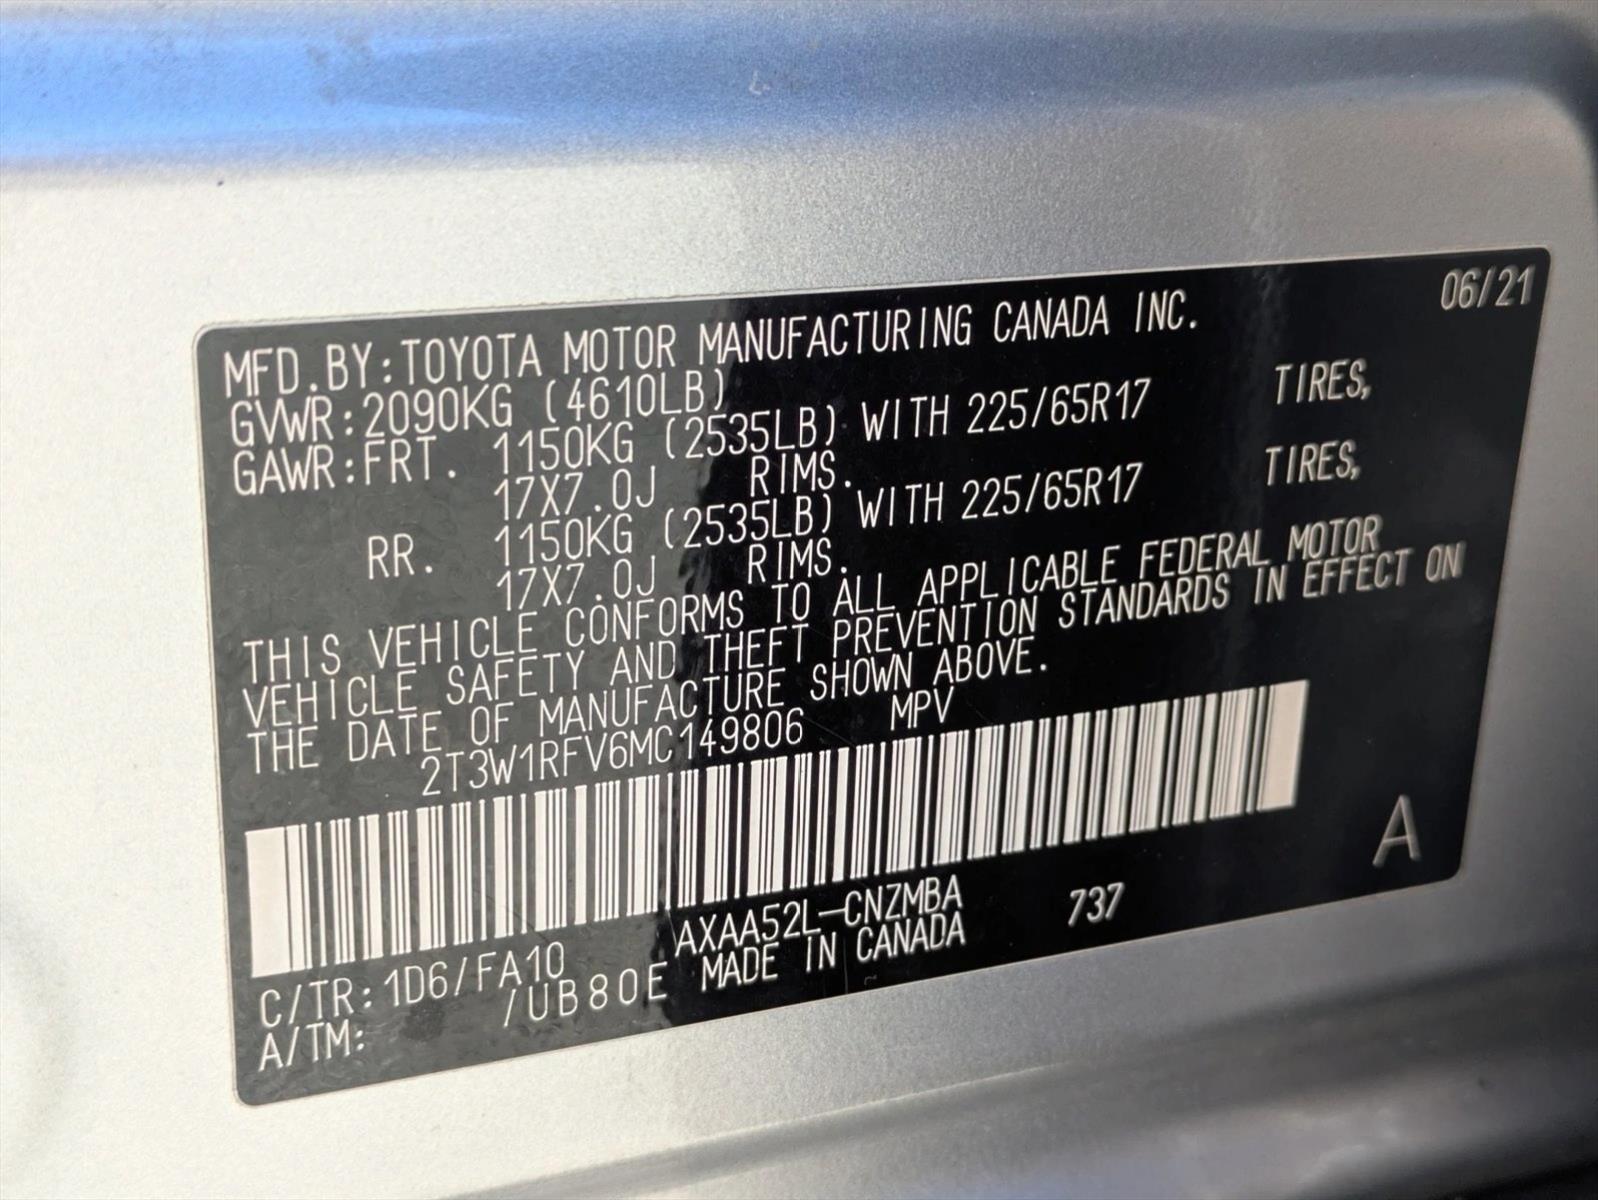 06/21
MFD.BY:TOYOTA MOTOR MANUFACTURING CANADA INC.
GVWR:2090KG (4610LB)
GAWR:FRT. 1150KG (2535LB) WITH 225/65R17 TIRES,
17X7.0J RIMS.
RR. 1150KG (2535LB) WITH 225/65R17 TIRES,
17X7.0J RIMS.
THIS VEHICLE CONFORMS TO ALL APPLICABLE FEDERAL MOTOR
VEHICLE SAFETY AND THEFT PREVENTION STANDARDS IN EFFECT ON
THE DATE OF MANUFACTURE SHOWN ABOVE.
2T3W1RFV6MC149806 MPV
A
C/TR:1D6/FA10 AXAA52L-CNZMBA 737
A/TM: /UB80E MADE IN CANADA